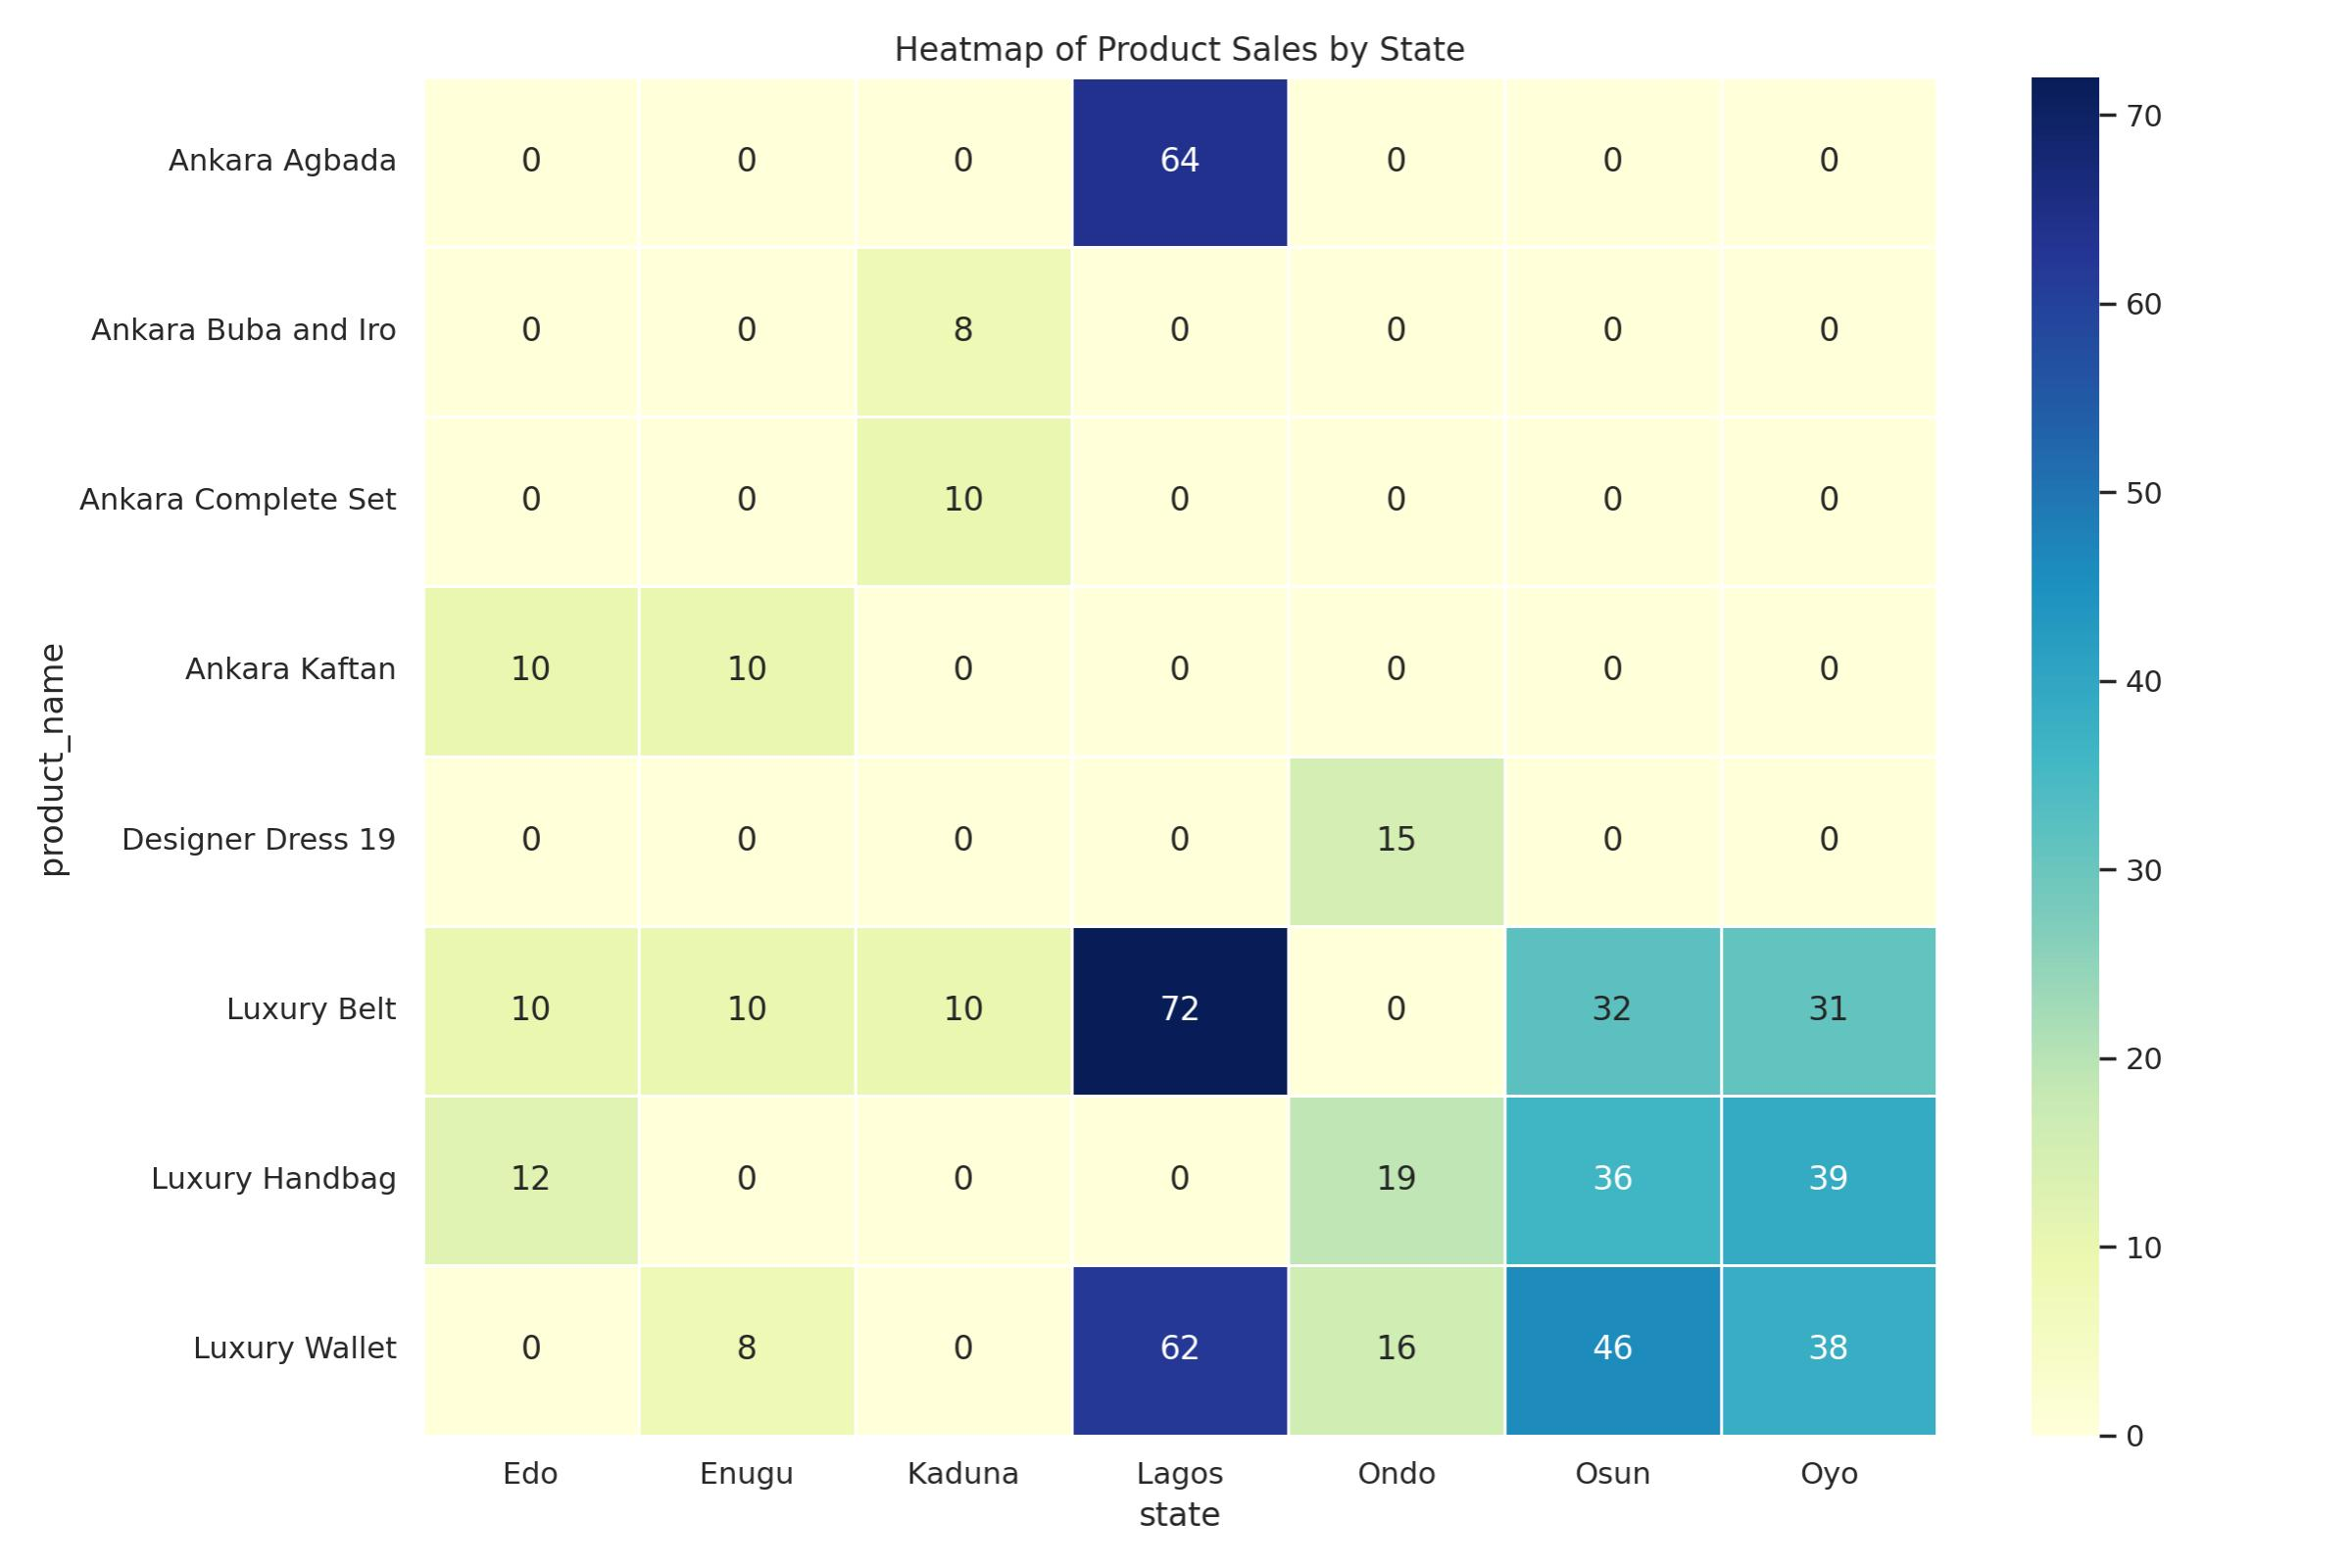 Heatmap of Product Sales by State
Ankara Agbada 0 0 0 64 0 0 0
Ankara Buba and Iro 0 0 8 0 0 0 0
Ankara Complete Set 0 0 10 0 0 0 0
Ankara Kaftan 10 10 0 0 0 0 0
Designer Dress 19 0 0 0 0 15 0 0
Luxury Belt 10 10 10 72 0 32 31
Luxury Handbag 12 0 0 0 19 36 39
Luxury Wallet 0 8 0 62 16 46 38
Edo Enugu Kaduna Lagos Ondo Osun Oyo
state
product_name
70
60
50
40
30
20
10
0